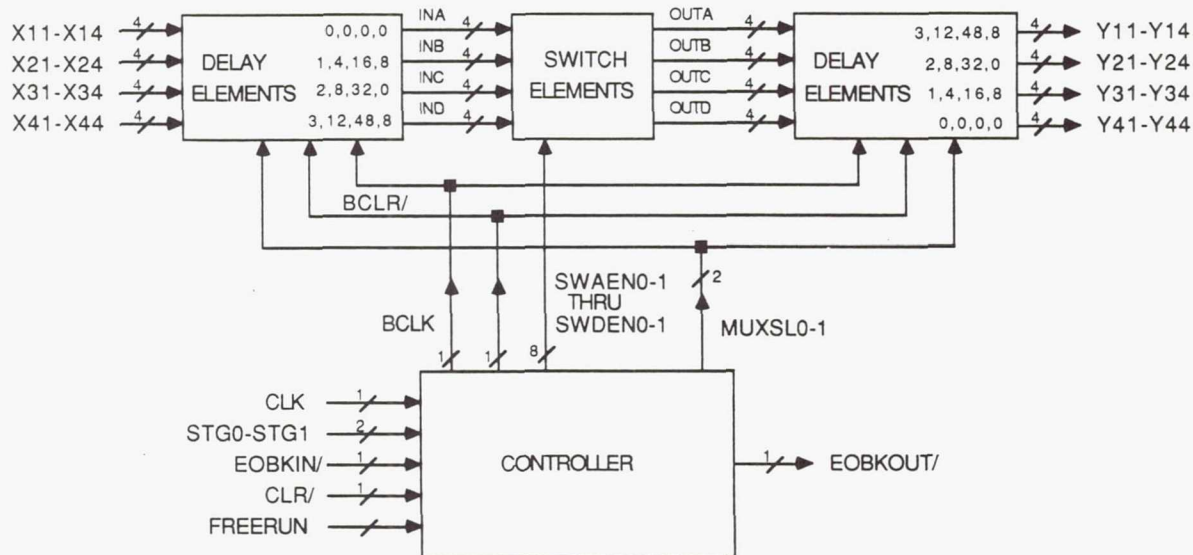 X11-X14 4 0,0,0,0 INA 4 OUTA 4 3,12,48,8 4 Y11-Y14
X21-X24 4 DELAY 1,4,16,8 INB 4 SWITCH OUTB 4 DELAY 2,8,32,0 4 Y21-Y24
X31-X34 4 ELEMENTS 2,8,32,0 INC 4 ELEMENTS OUTC 4 ELEMENTS 1,4,16,8 4 Y31-Y34
X41-X44 4 3,12,48,8 IND 4 OUTD 4 0,0,0,0 4 Y41-Y44
BCLR/
SWAEN0-1 2
THRU
BCLK SWDEN0-1 MUXSL0-1
1 1 8
CLK 1
STG0-STG1 2
EOBKIN/ 1 CONTROLLER 1 EOBKOUT/
CLR/ 1
FREERUN